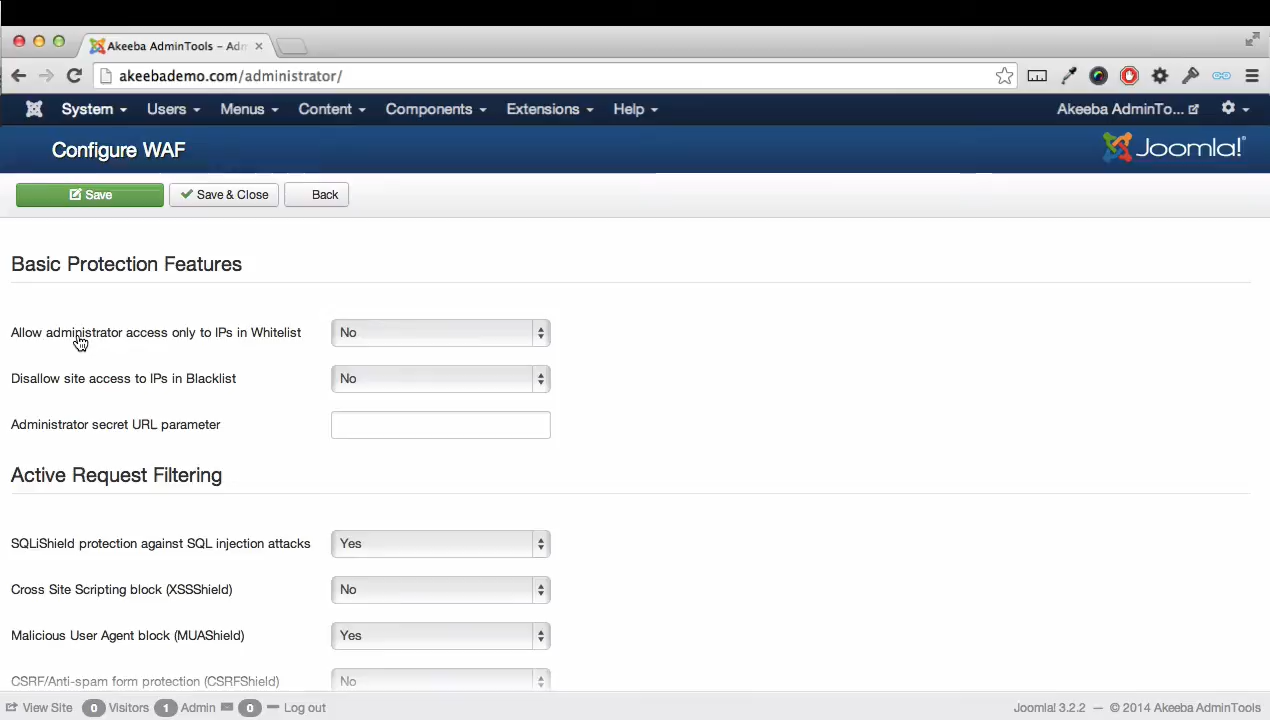 Akeeba AdminTools – Adm
akeebademo.com/administrator/
System Users Menus Content Components Extensions Help Akeeba AdminTo...
Configure WAF Joomla!®
Save Save & Close Back
Basic Protection Features
Allow administrator access only to IPs in Whitelist No
Disallow site access to IPs in Blacklist No
Administrator secret URL parameter
Active Request Filtering
SQLiShield protection against SQL injection attacks Yes
Cross Site Scripting block (XSSShield) No
Malicious User Agent block (MUAShield) Yes
CSRF/Anti-spam form protection (CSRFShield) No
View Site 0 Visitors 1 Admin 0 Log out Joomla! 3.2.2 — © 2014 Akeeba AdminTools